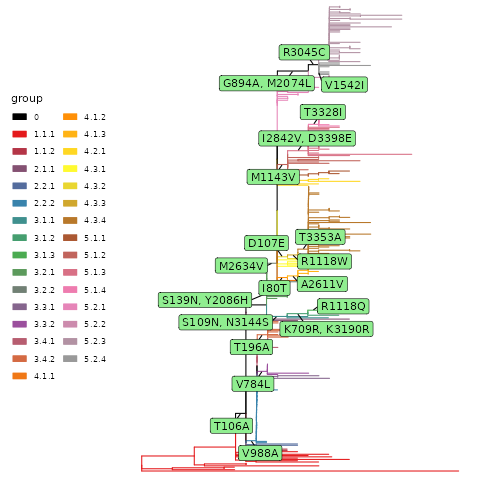 R3045C
G894A, M2074L
V1542I
group
T3328I
0
4.1.2
1.1.1
4.1.3
I2842V, D3398E
1.1.2
4.2.1
2.1.1
4.3.1
M1143V
2.2.1
4.3.2
2.2.2
4.3.3
3.1.1
4.3.4
3.1.2
5.1.1
T3353A
D107E
3.1.3
5.1.2
R1118W
M2634V
3.2.1
5.1.3
A2611V
I80T
3.2.2
5.1.4
S139N, Y2086H
R1118Q
3.3.1
5.2.1
S109N, N3144S
3.3.2
5.2.2
K709R, K3190R
3.4.1
5.2.3
T196A
3.4.2
5.2.4
4.1.1
V784L
T106A
V988A